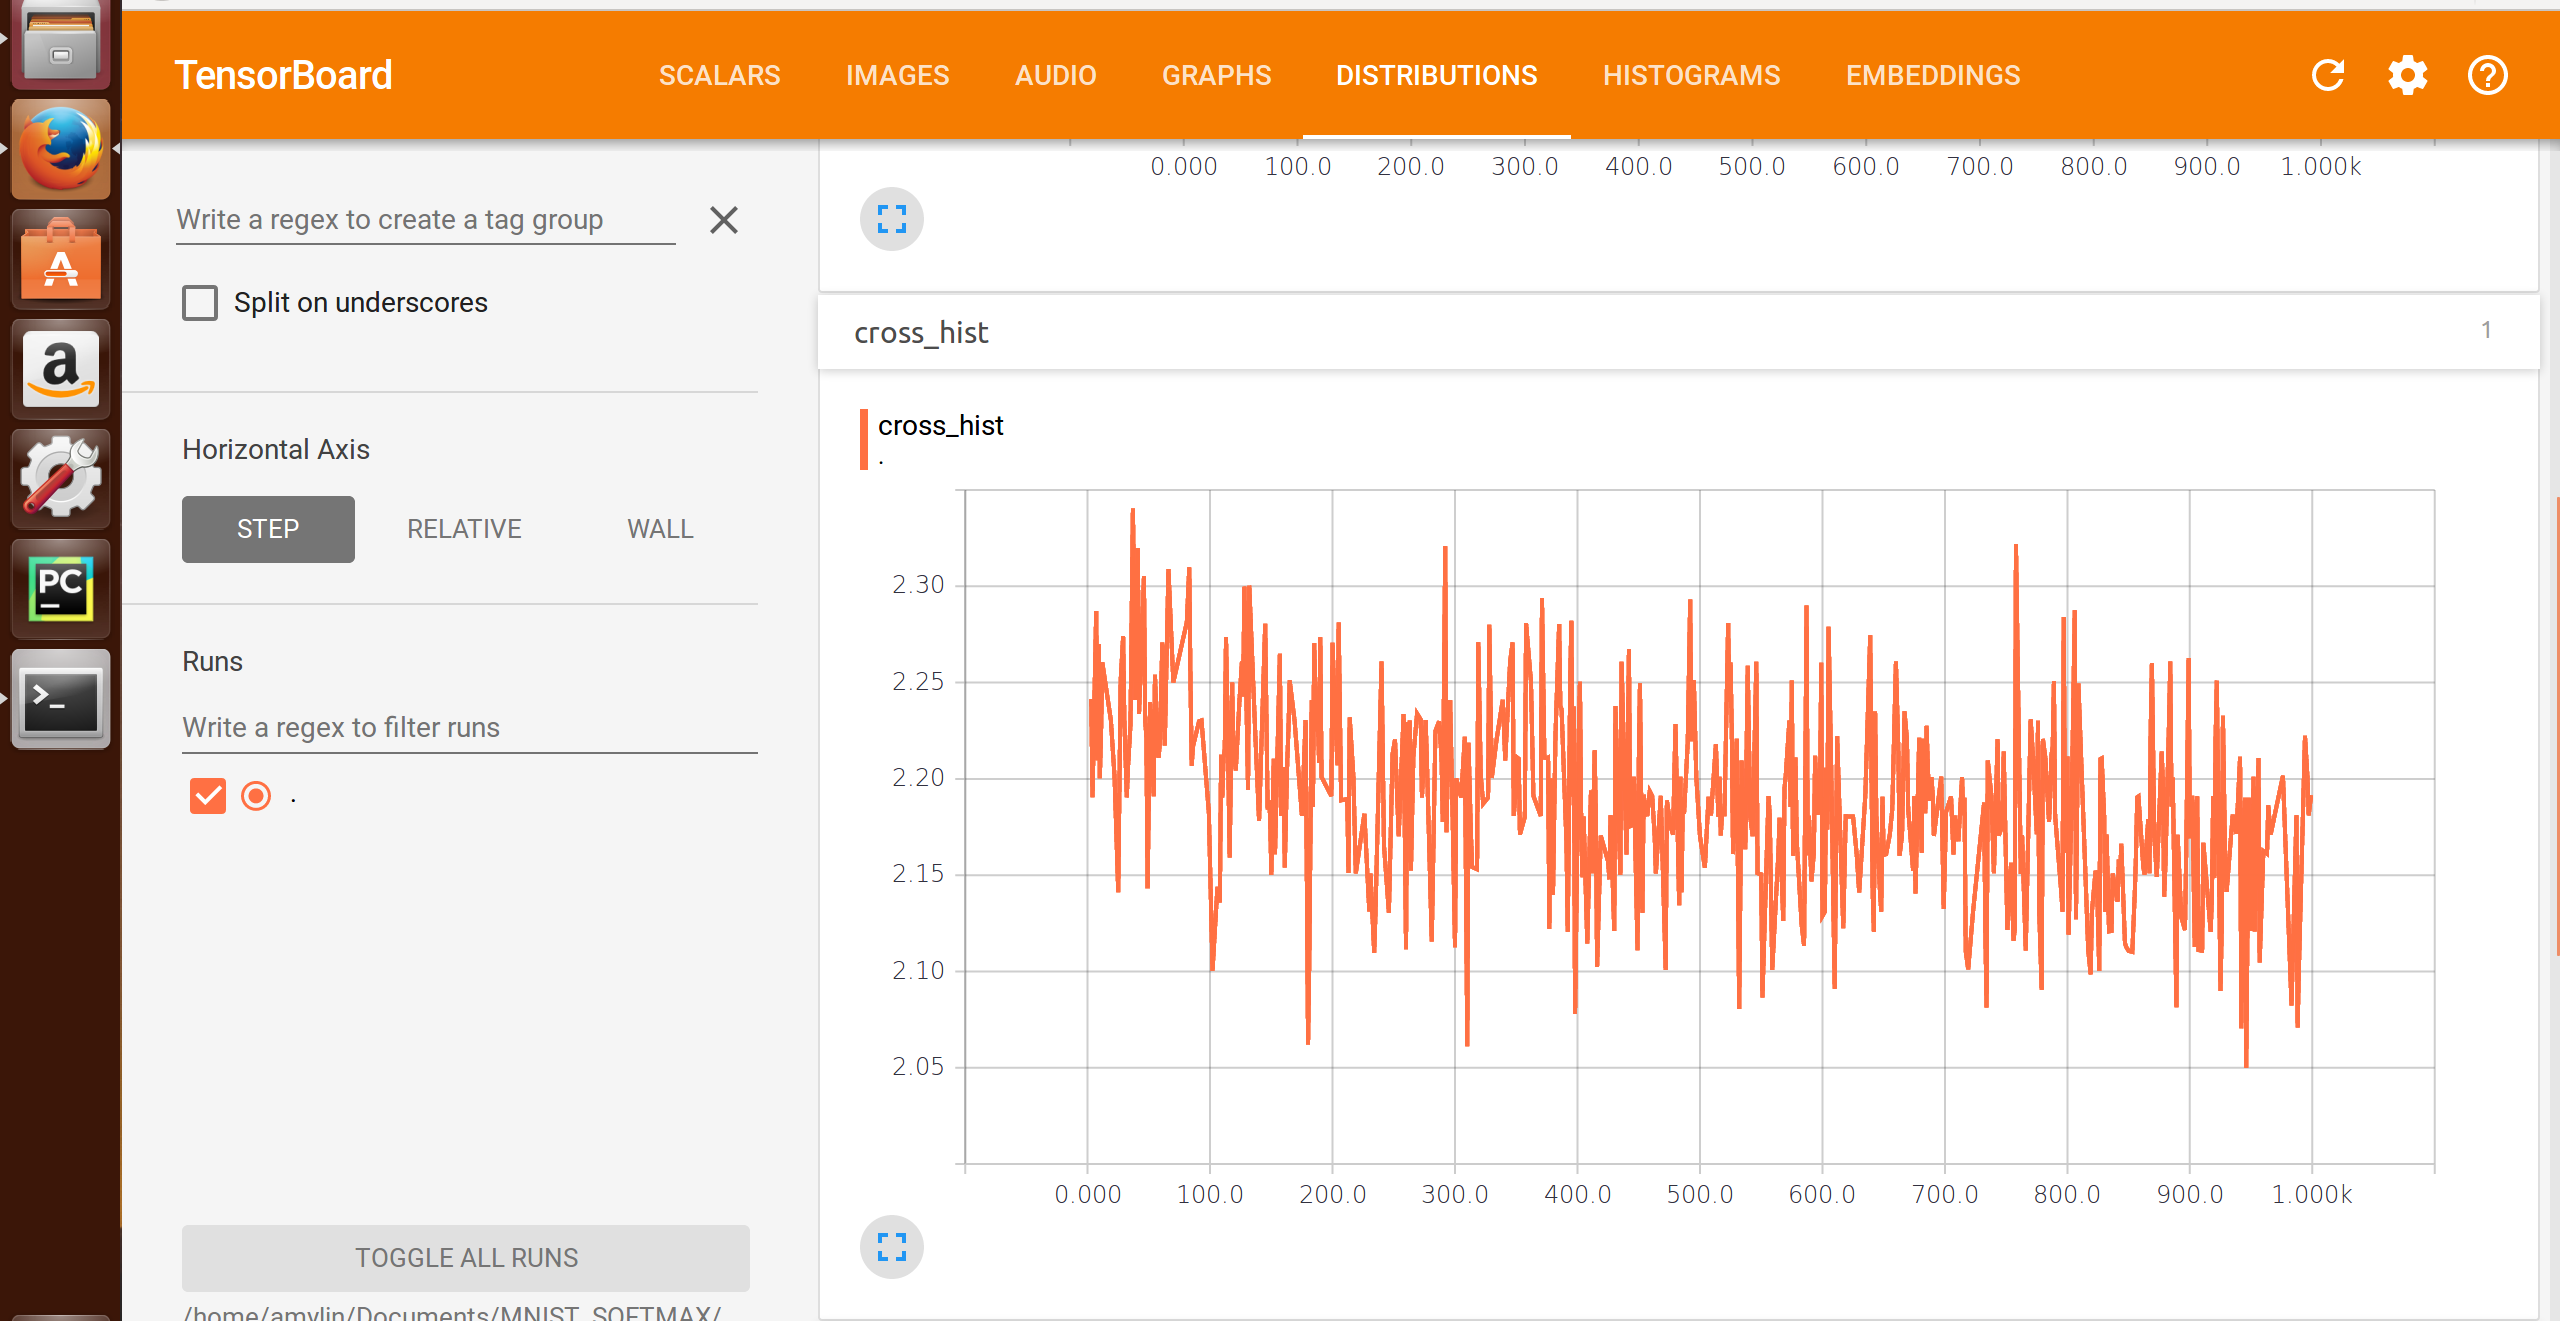 TensorBoard SCALARS IMAGES AUDIO GRAPHS DISTRIBUTIONS HISTOGRAMS EMBEDDINGS
0.000 100.0 200.0 300.0 400.0 500.0 600.0 700.0 800.0 900.0 1.000k
Write a regex to create a tag group
Split on underscores
Horizontal Axis
STEP RELATIVE WALL
Runs
Write a regex to filter runs
.
TOGGLE ALL RUNS
/home/amylin/Documents/MNIST_SOFTMAX/
cross_hist 1
cross_hist
.
2.30
2.25
2.20
2.15
2.10
2.05
0.000 100.0 200.0 300.0 400.0 500.0 600.0 700.0 800.0 900.0 1.000k
PC
a
A
>_